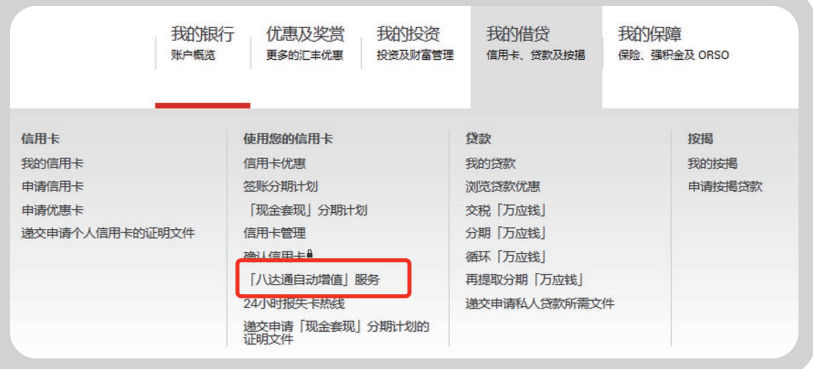 我的银行
账户概览
优惠及奖赏
更多的汇丰优惠
我的投资
投资及财富管理
我的借贷
信用卡、贷款及按揭
我的保障
保险、强积金及 ORSO
信用卡
我的信用卡
申请信用卡
申请优惠卡
递交申请个人信用卡的证明文件
使用您的信用卡
信用卡优惠
签账分期计划
「现金套现」分期计划
信用卡管理
确认信用卡
「八达通自动增值」服务
24小时报失卡热线
递交申请「现金套现」分期计划的
证明文件
贷款
我的贷款
浏览贷款优惠
交税「万应钱」
分期「万应钱」
循环「万应钱」
再提取分期「万应钱」
递交申请私人贷款所需文件
按揭
我的按揭
申请按揭贷款